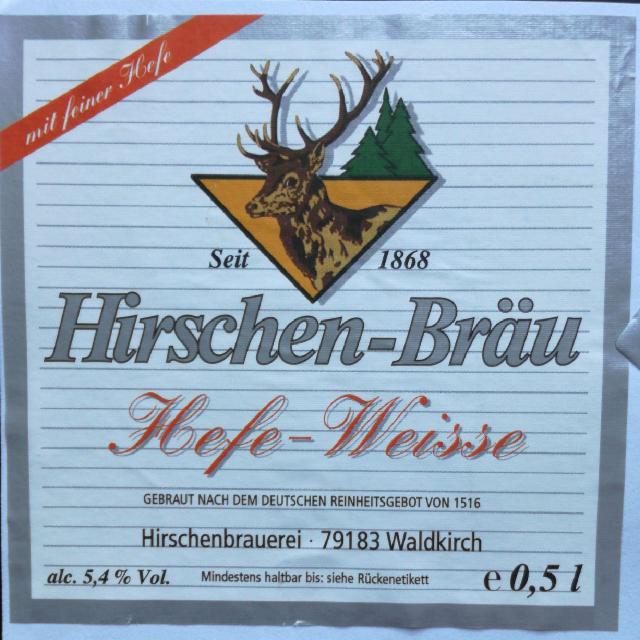 mit feiner Hefe
Seit 1868
Hirschen-Bräu
Hefe-Weisse
GEBRAUT NACH DEM DEUTSCHEN REINHEITSGEBOT VON 1516
Hirschenbrauerei · 79183 Waldkirch
alc. 5,4 % Vol. Mindestens haltbar bis: siehe Rückenetikett e 0,5 l